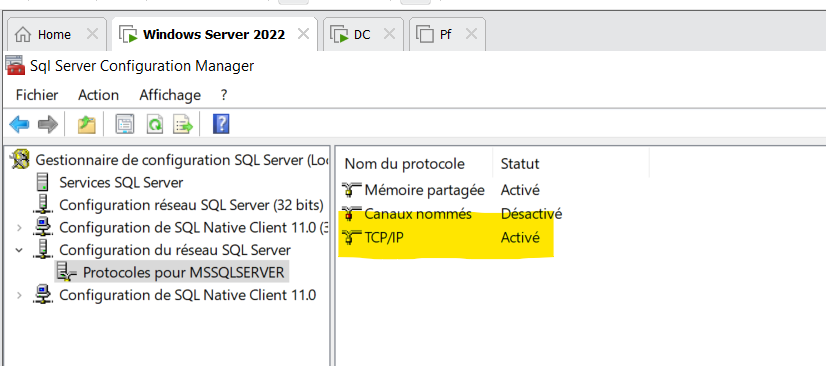 Home
Windows Server 2022
DC
Pf
Sql Server Configuration Manager
Fichier Action Affichage ?
Gestionnaire de configuration SQL Server (Loc
Services SQL Server
Configuration réseau SQL Server (32 bits)
Configuration de SQL Native Client 11.0 (3
Configuration du réseau SQL Server
Protocoles pour MSSQLSERVER
Configuration de SQL Native Client 11.0
Nom du protocole Statut
Mémoire partagée Activé
Canaux nommés Désactivé
TCP/IP Activé